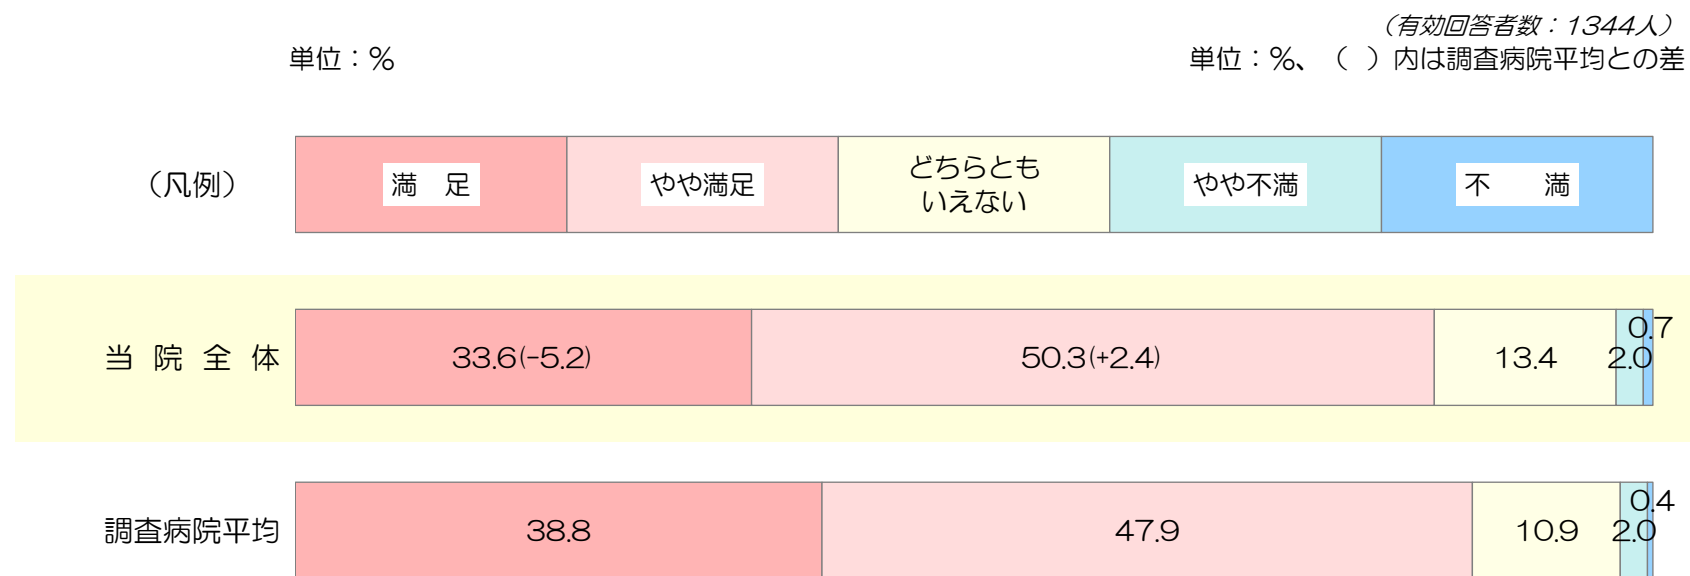 （有効回答者数：1344人）
単位：%
単位：%、（ ）内は調査病院平均との差
（凡例）
満　足
やや満足
どちらとも
いえない
やや不満
不　　満
当 院 全 体
33.6(-5.2)
50.3(+2.4)
13.4
2.0
0.7
調査病院平均
38.8
47.9
10.9
2.0
0.4